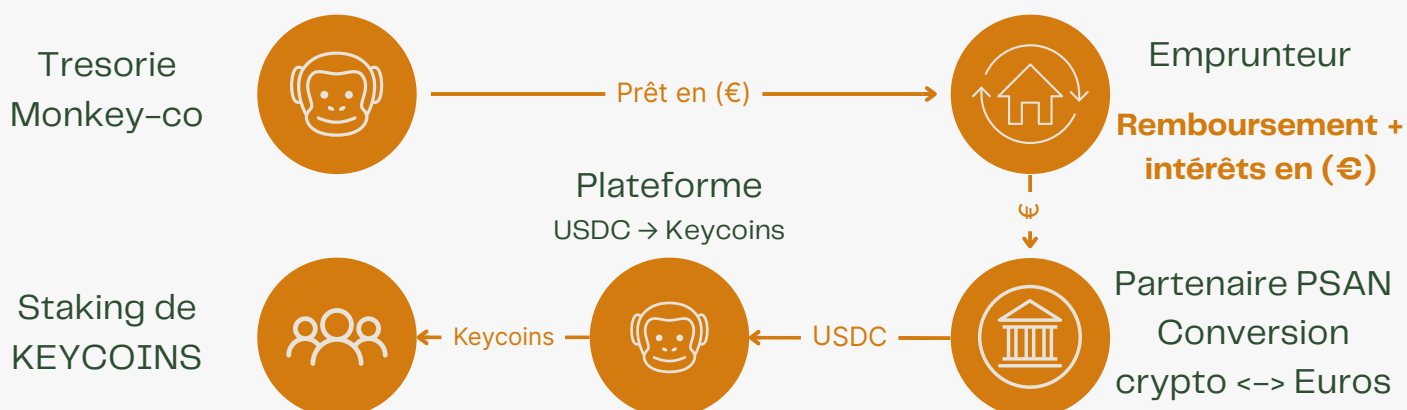 Tresorie
Monkey-co
Prêt en (€)
Emprunteur
Remboursement +
intérêts en (€)
Plateforme
USDC → Keycoins
€
Staking de
KEYCOINS
Keycoins
USDC
Partenaire PSAN
Conversion
crypto <-> Euros